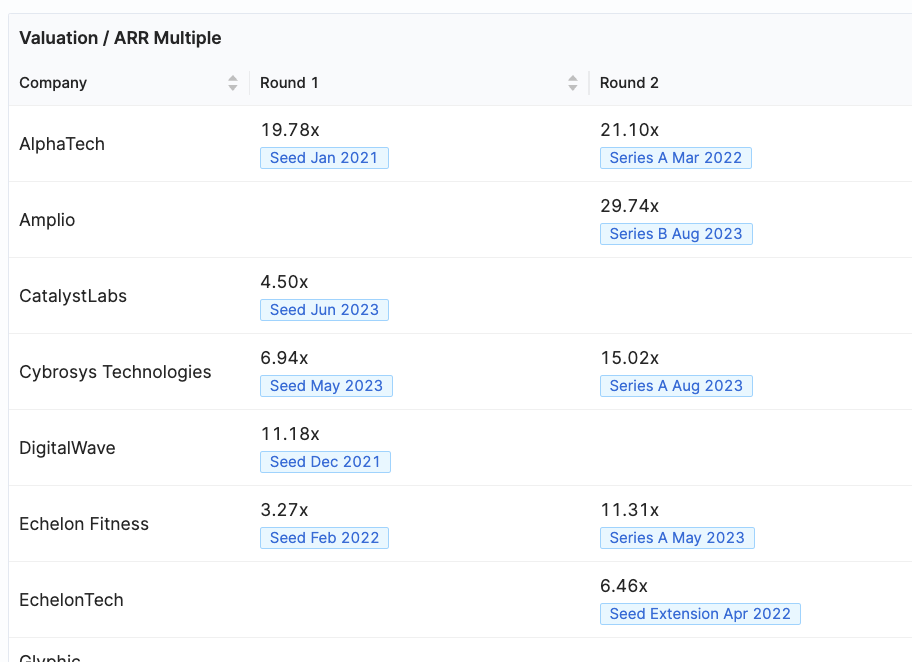 Valuation / ARR Multiple
Company Round 1 Round 2
19.78x 21.10x
AlphaTech
Seed Jan 2021 Series A Mar 2022
29.74x
Amplio
Series B Aug 2023
4.50x
CatalystLabs
Seed Jun 2023
6.94x 15.02x
Cybrosys Technologies
Seed May 2023 Series A Aug 2023
11.18x
DigitalWave
Seed Dec 2021
3.27x 11.31x
Echelon Fitness
Seed Feb 2022 Series A May 2023
6.46x
EchelonTech
Seed Extension Apr 2022
Glyphic